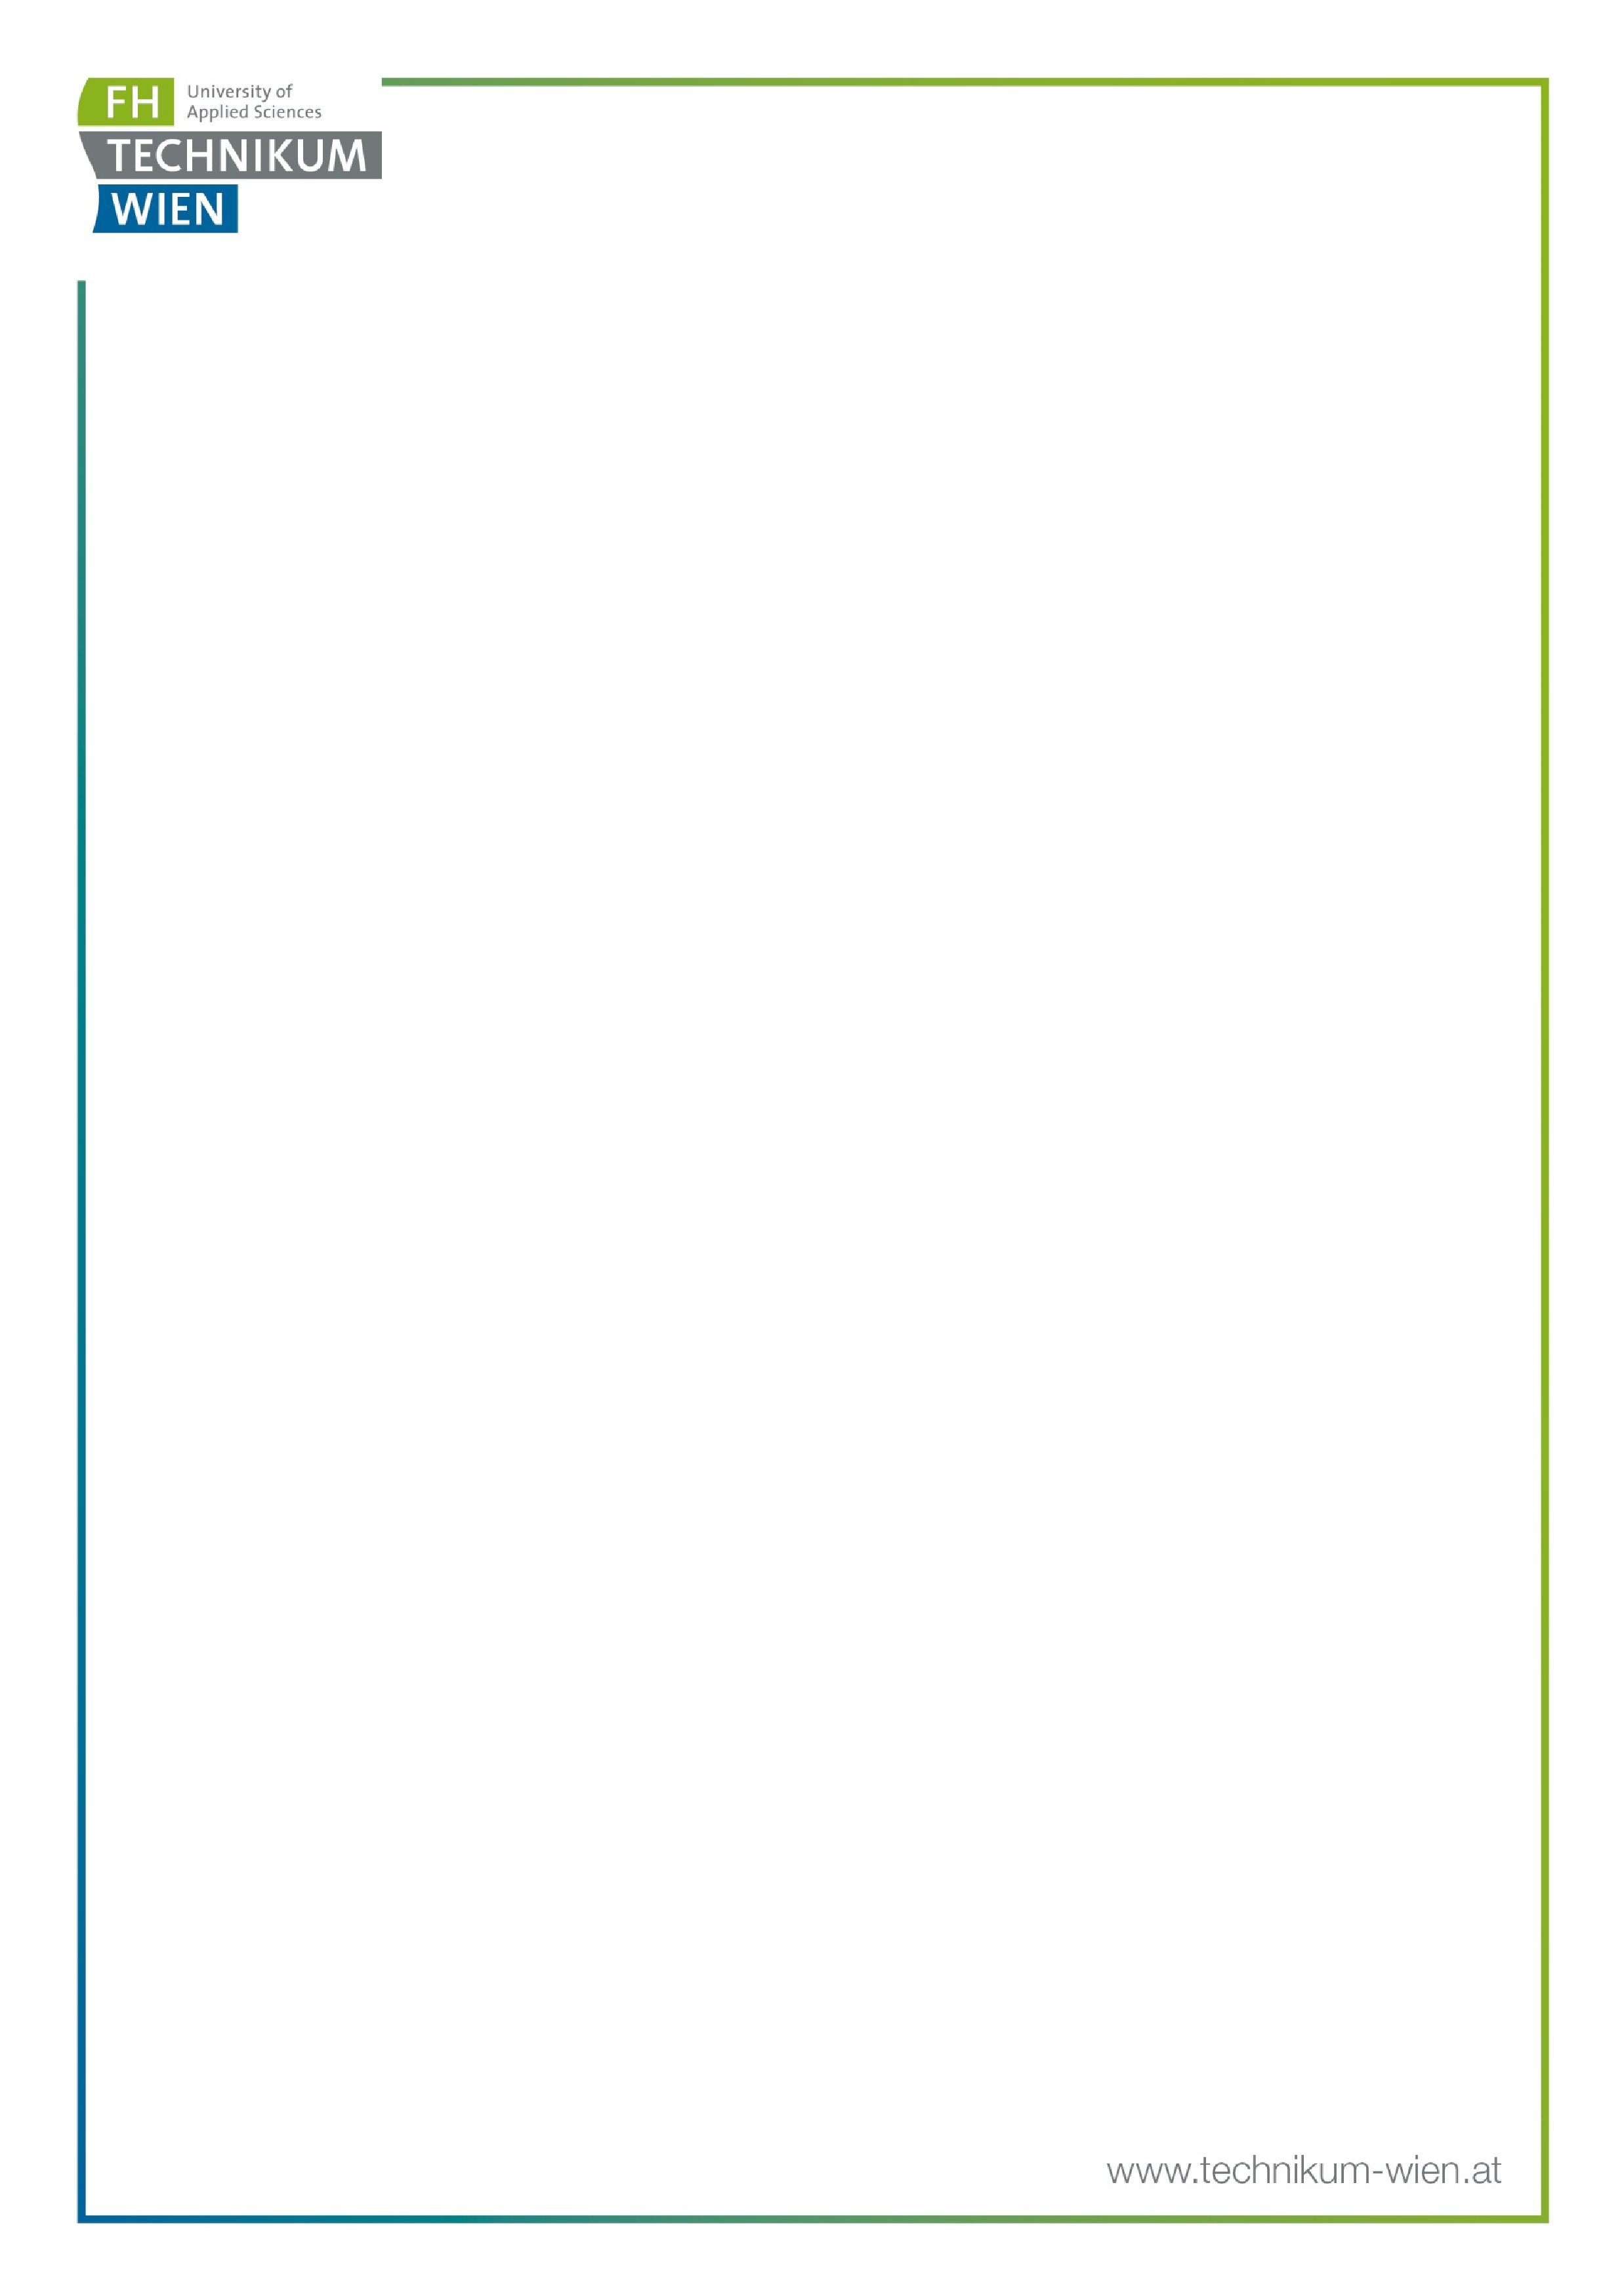 FH
University of
Applied Sciences
TECHNIKUM
WIEN
www.technikum-wien.at